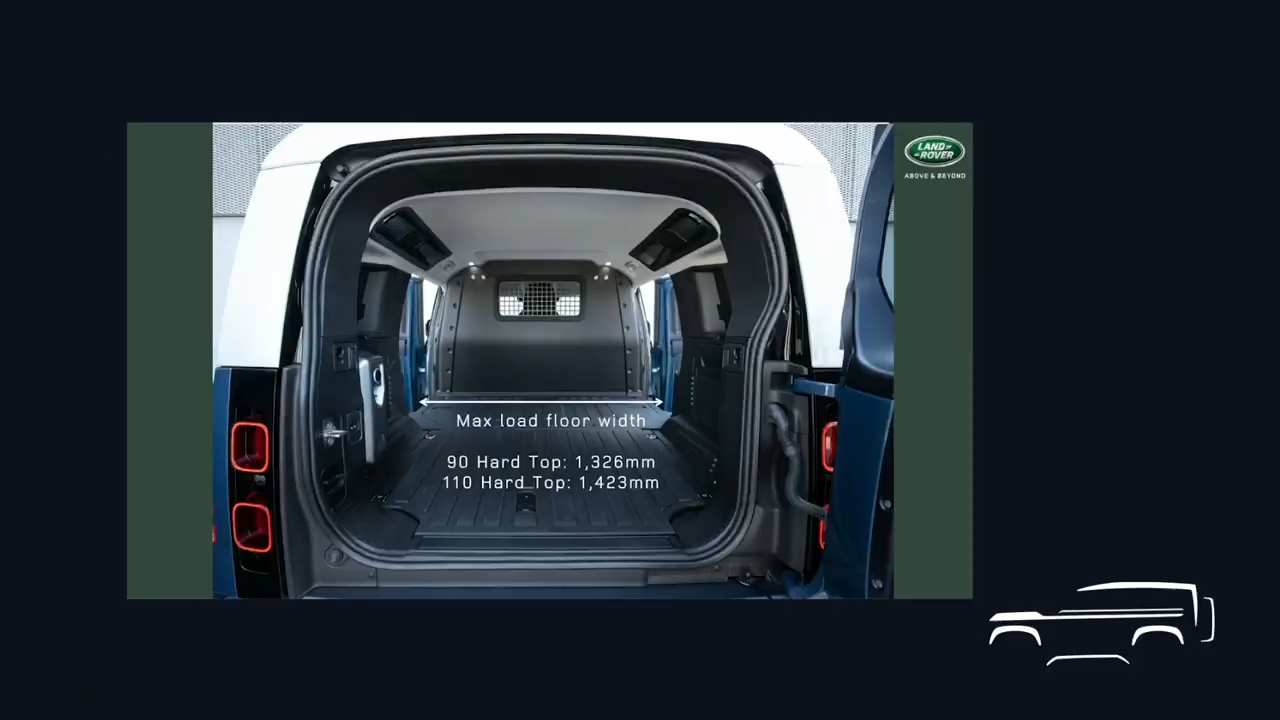 LAND-
-ROVER
ABOVE & BEYOND
Max load floor width
90 Hard Top: 1,326mm
110 Hard Top: 1,423mm